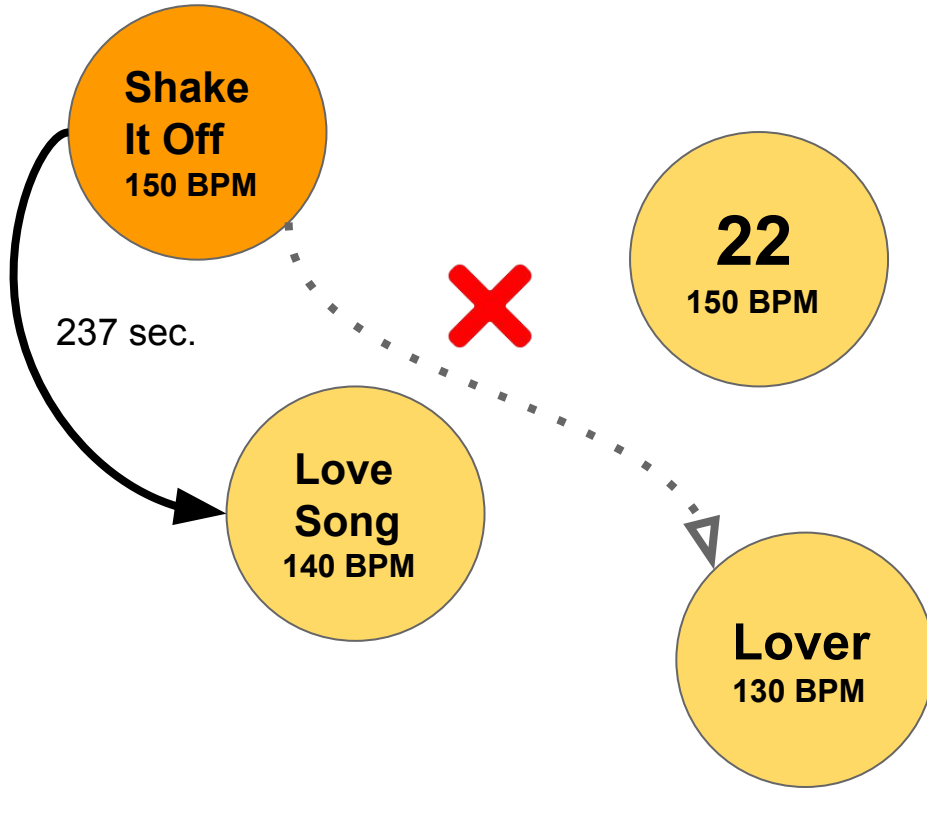 Shake
It Off
150 BPM
22
150 BPM
237 sec.
Love
Song
140 BPM
Lover
130 BPM